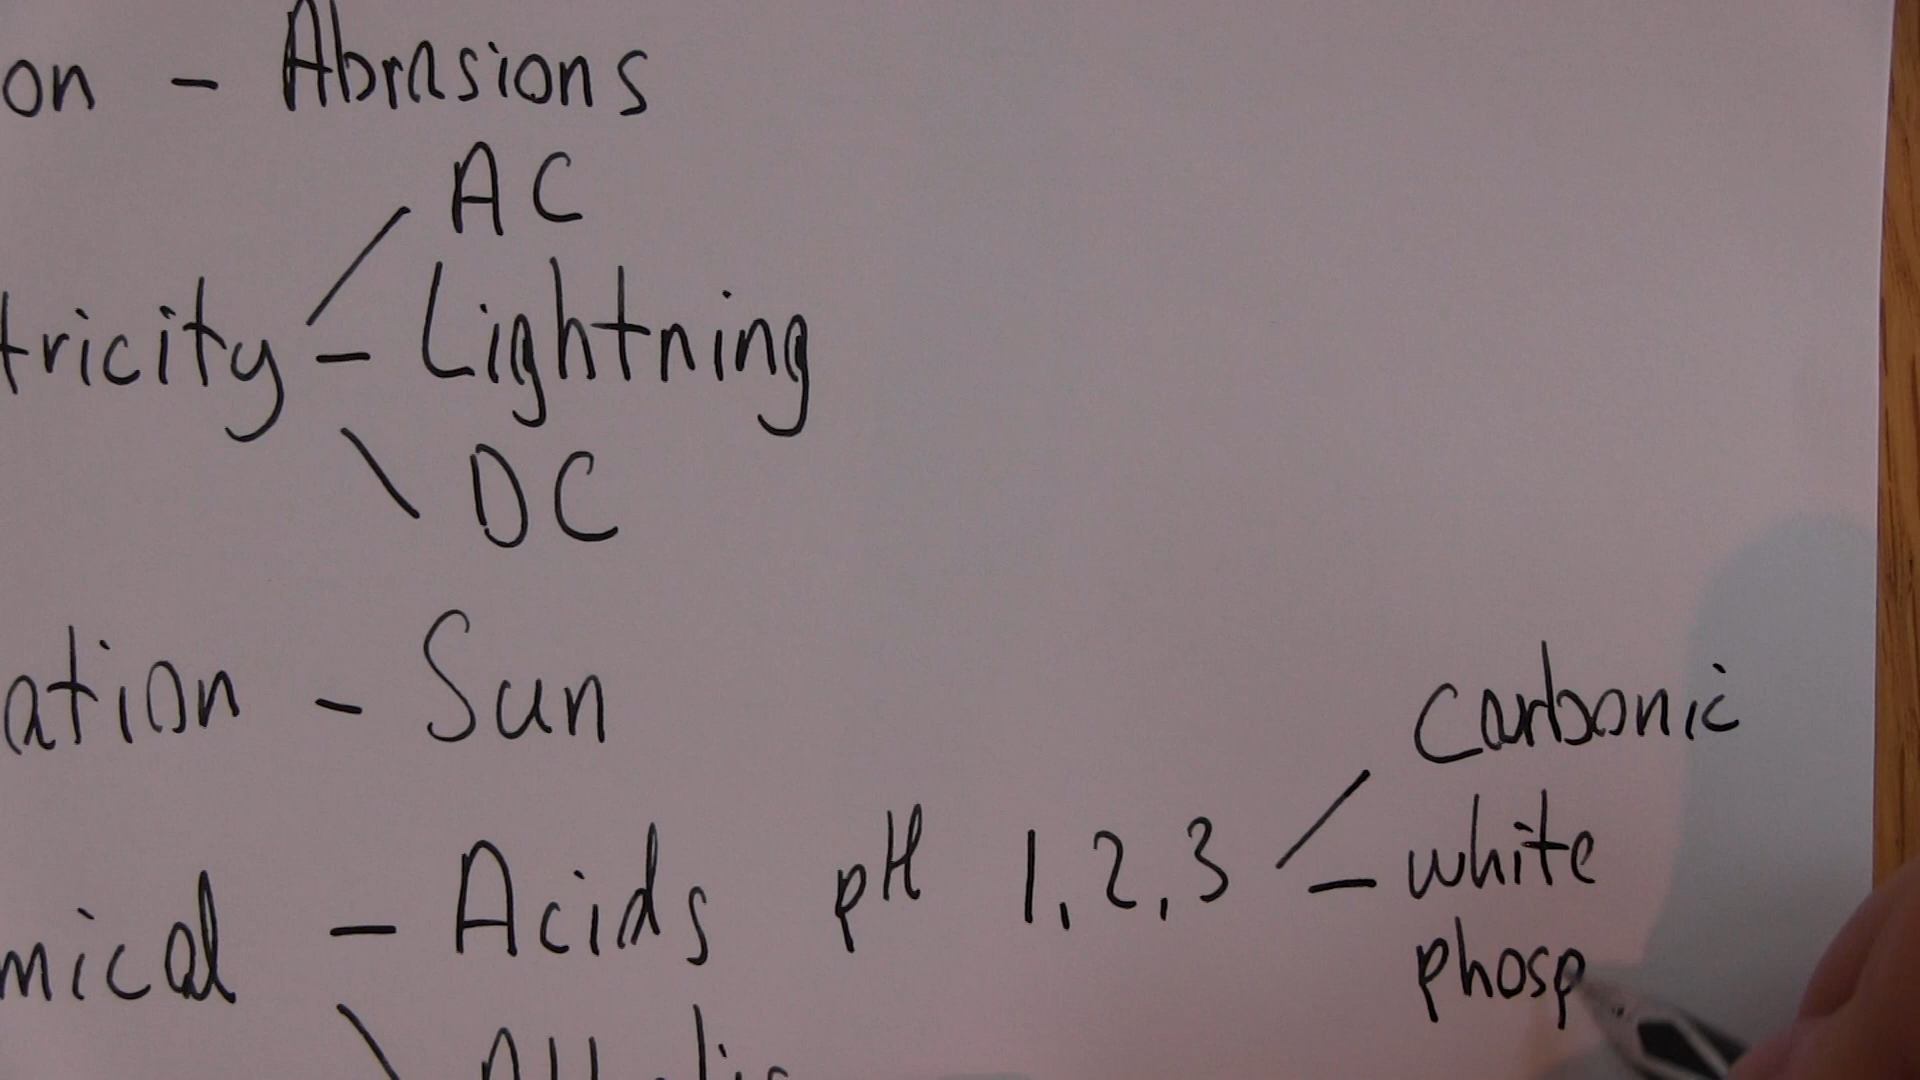 on - Abrasions
AC
tricity - Lightning
DC
ation - Sun
carbonic
mical - Acids pH 1,2,3 - white
phosp